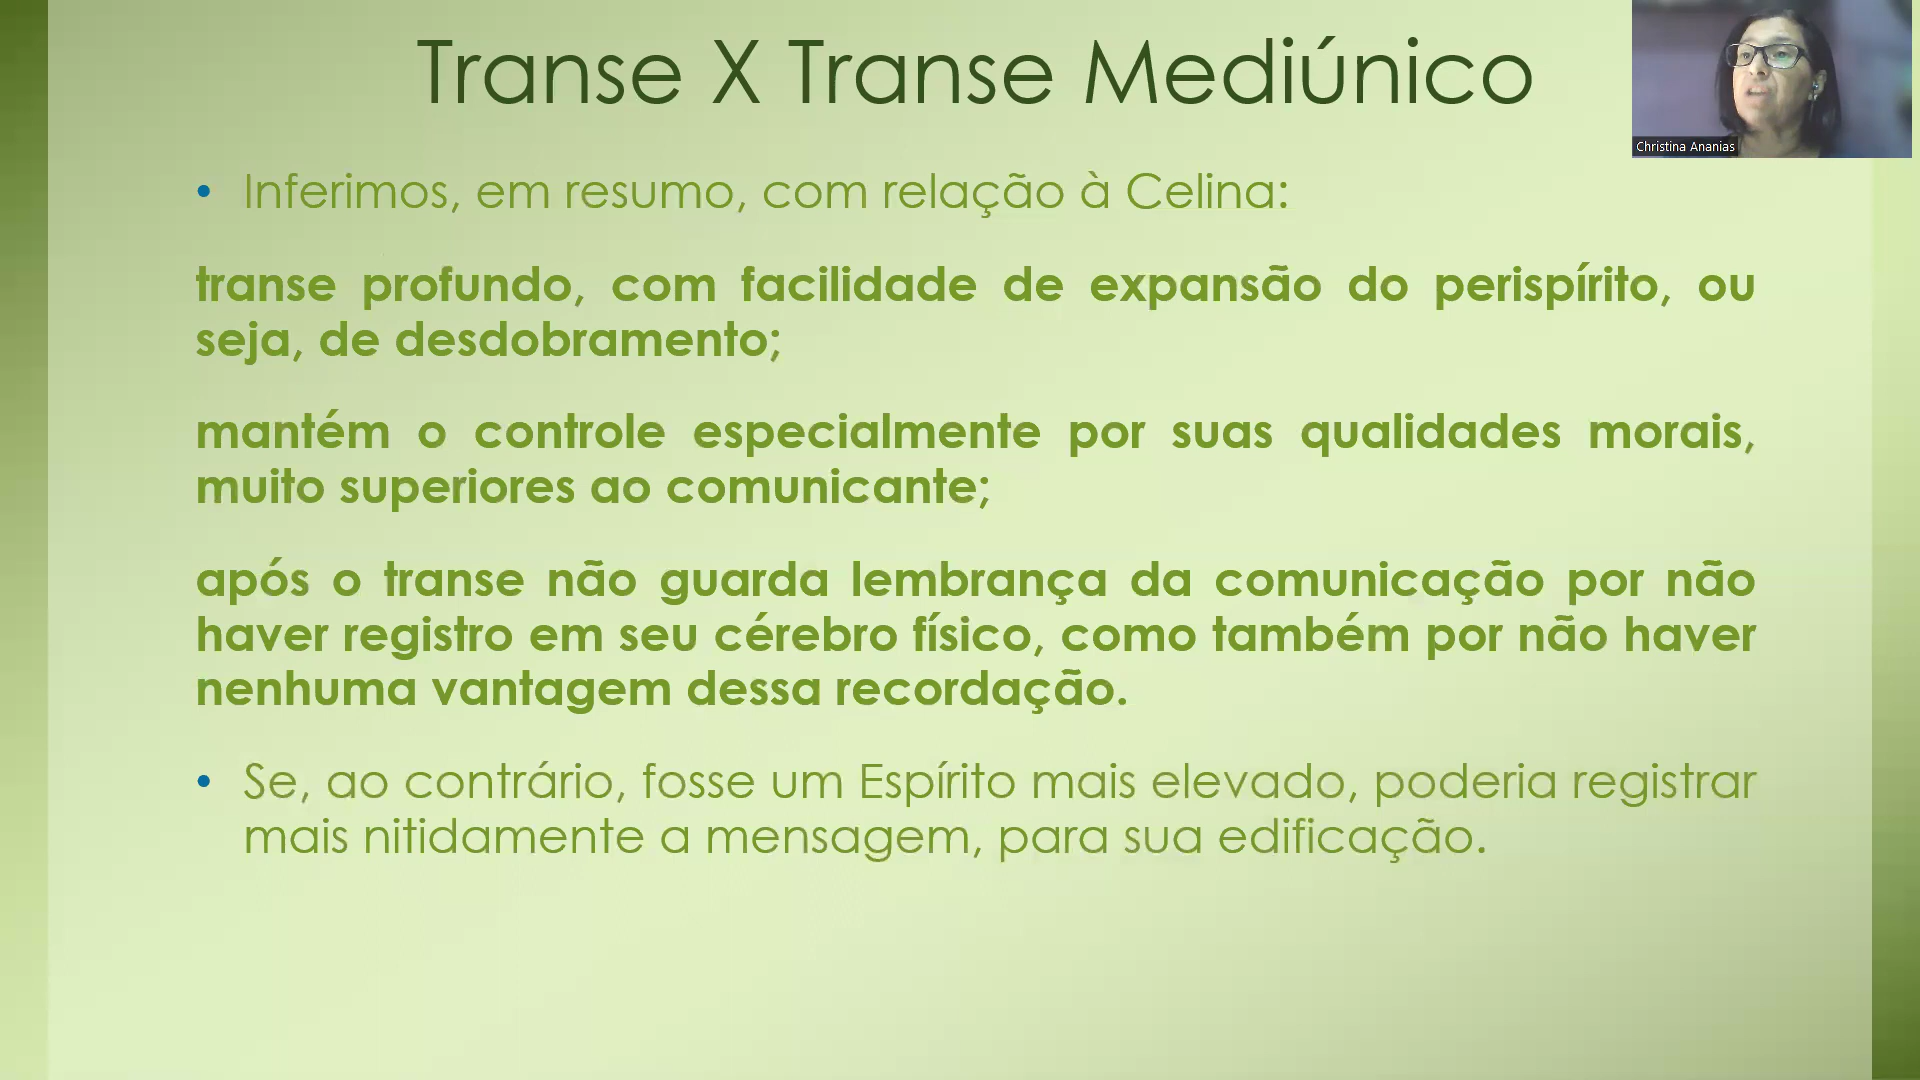 Transe X Transe Mediúnico
Christina Ananias
• Inferimos, em resumo, com relação à Celina:
transe profundo, com facilidade de expansão do perispírito, ou
seja, de desdobramento;
mantém o controle especialmente por suas qualidades morais,
muito superiores ao comunicante;
após o transe não guarda lembrança da comunicação por não
haver registro em seu cérebro físico, como também por não haver
nenhuma vantagem dessa recordação.
• Se, ao contrário, fosse um Espírito mais elevado, poderia registrar
mais nitidamente a mensagem, para sua edificação.